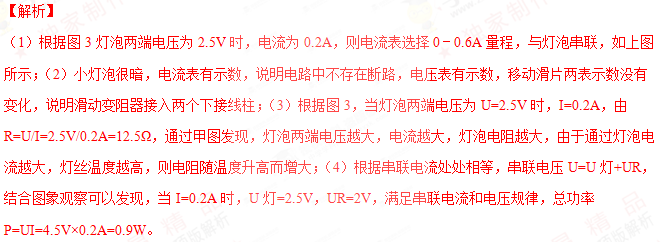 【解析】
（1）根据图 3 灯泡两端电压为 2.5V 时，电流为 0.2A，则电流表选择 0﹣0.6A 量程，与灯泡串联，如上图
所示；（2）小灯泡很暗，电流表有示数，说明电路中不存在断路，电压表有示数，移动滑片两表示数没有
变化，说明滑动变阻器接入两个下接线柱；（3）根据图 3，当灯泡两端电压为 U=2.5V 时，I=0.2A，由
R=U/I=2.5V/0.2A=12.5Ω，通过甲图发现，灯泡两端电压越大，电流越大，灯泡电阻越大，由于通过灯泡电
流越大，灯丝温度越高，则电阻随温度升高而增大；（4）根据串联电流处处相等，串联电压 U=U 灯+UR，
结合图象观察可以发现，当 I=0.2A 时，U 灯=2.5V，UR=2V，满足串联电流和电压规律，总功率
P=UI=4.5V×0.2A=0.9W。